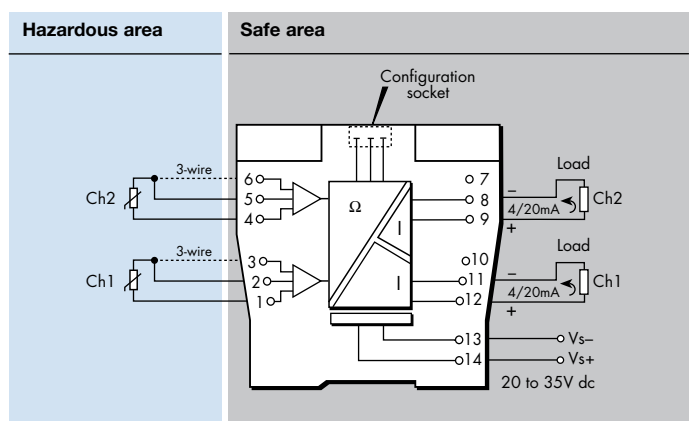 Hazardous area
Safe area
Configuration
socket
3-wire
6
5
4
Ch2
Ω
7
8
9
Load
–
4/20mA
+
Ch2
3-wire
3
2
1
Ch1
I
I
10
11
12
Load
–
4/20mA
+
Ch1
13
Vs–
14
Vs+
20 to 35V dc